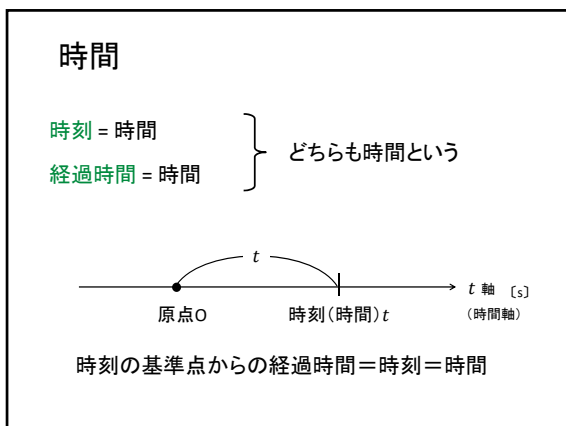 時間
時刻 = 時間
経過時間 = 時間
どちらも時間という
t
t 軸 〔s〕
(時間軸)
原点O
時刻(時間)t
時刻の基準点からの経過時間=時刻=時間